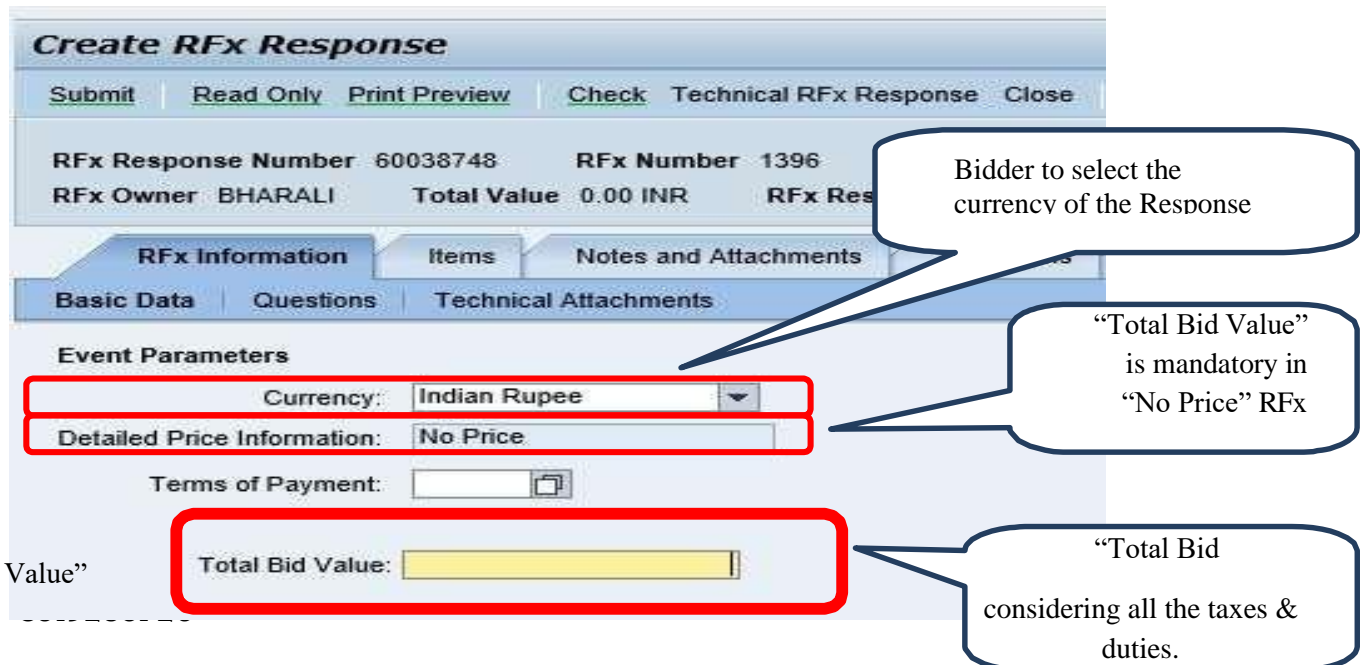 Create RFx Response
Submit Read Only Print Preview Check Technical RFx Response Close
RFx Response Number 60038748 RFx Number 1396
RFx Owner BHARALI Total Value 0.00 INR RFx Res
Bidder to select the
currency of the Response
RFx Information Items Notes and Attachments
Basic Data Questions Technical Attachments
Event Parameters
Currency: Indian Rupee
Detailed Price Information: No Price
Terms of Payment:
Total Bid Value:
“Total Bid Value”
is mandatory in
“No Price” RFx
“Total Bid
Value”
considering all the taxes &
duties.